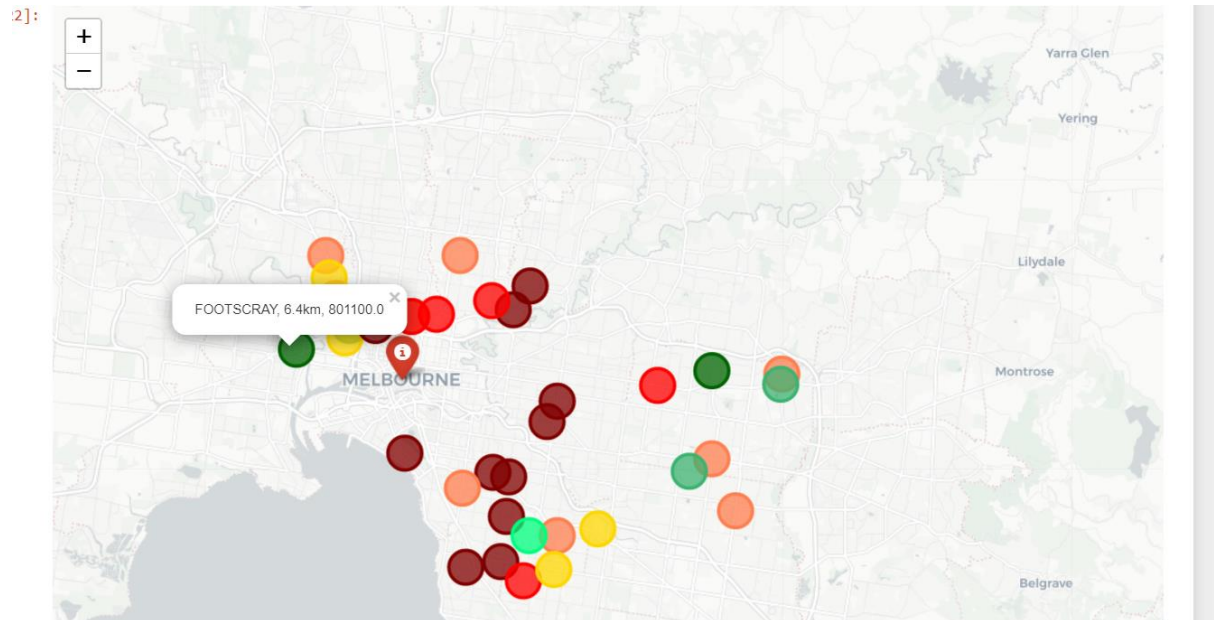 2]:
+
−
Yarra Glen
Yering
Lilydale
FOOTSCRAY, 6.4km, 801100.0
×
i
MELBOURNE
Montrose
Belgrave